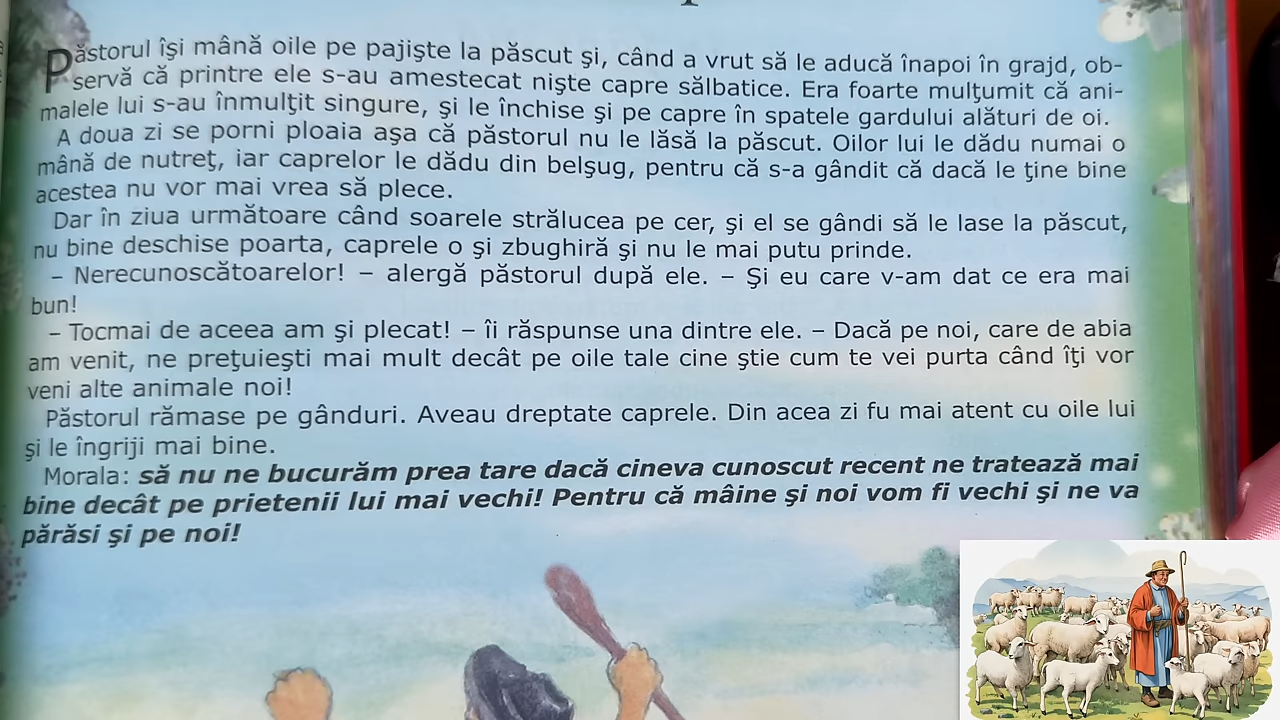 Păstorul îşi mână oile pe pajişte la păscut şi, când a vrut să le aducă înapoi în grajd, ob-
servă că printre ele s-au amestecat nişte capre sălbatice. Era foarte mulţumit că ani-
malele lui s-au înmulţit singure, şi le închise şi pe capre în spatele gardului alături de oi.
A doua zi se porni ploaia aşa că păstorul nu le lăsă la păscut. Oilor lui le dădu numai o
mână de nutreţ, iar caprelor le dădu din belşug, pentru că s-a gândit că dacă le ţine bine
acestea nu vor mai vrea să plece.
Dar în ziua următoare când soarele strălucea pe cer, şi el se gândi să le lase la păscut,
nu bine deschise poarta, caprele o şi zbughiră şi nu le mai putu prinde.
– Nerecunoscătoarelor! – alergă păstorul după ele. – Şi eu care v-am dat ce era mai
bun!
– Tocmai de aceea am şi plecat! – îi răspunse una dintre ele. – Dacă pe noi, care de abia
am venit, ne preţuieşti mai mult decât pe oile tale cine ştie cum te vei purta când îţi vor
veni alte animale noi!
Păstorul rămase pe gânduri. Aveau dreptate caprele. Din acea zi fu mai atent cu oile lui
şi le îngriji mai bine.
Morala: să nu ne bucurăm prea tare dacă cineva cunoscut recent ne tratează mai
bine decât pe prietenii lui mai vechi! Pentru că mâine şi noi vom fi vechi şi ne va
părăsi şi pe noi!